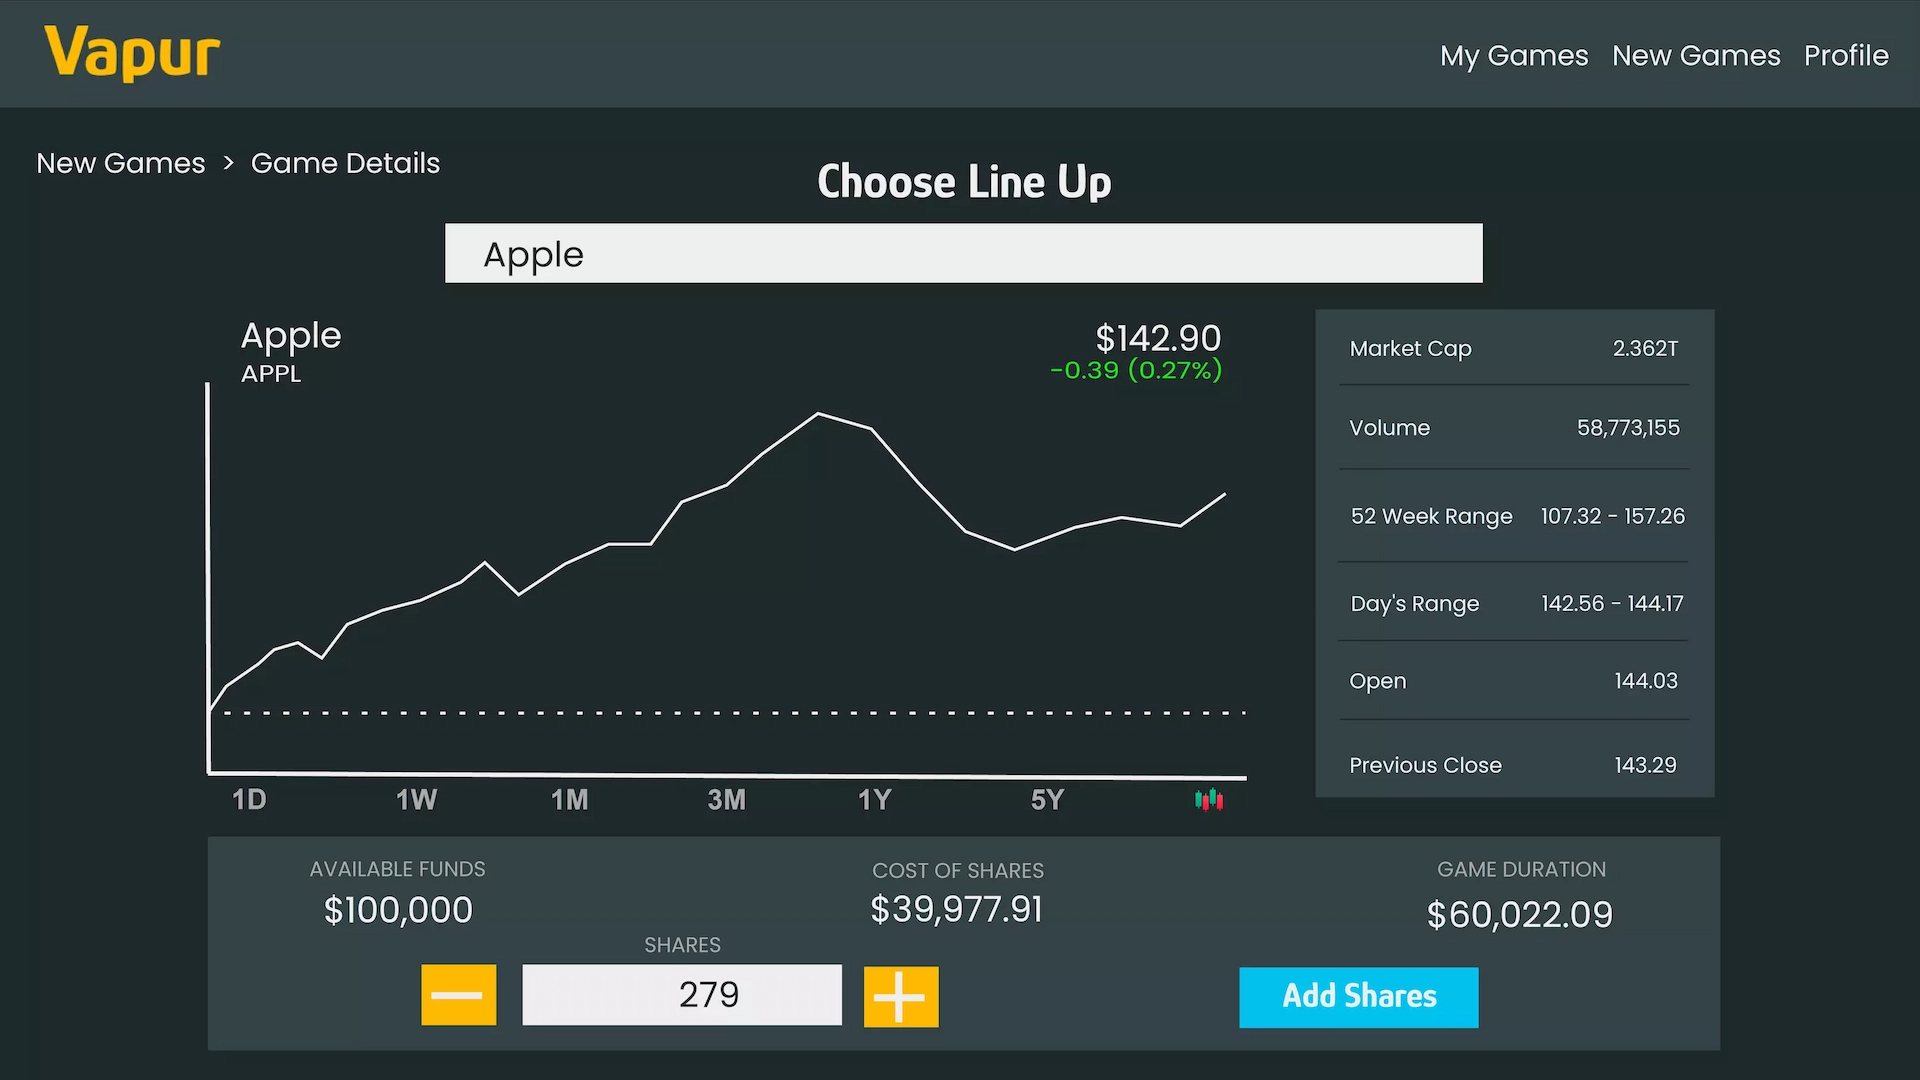 Vapur
My Games New Games Profile
New Games > Game Details
Choose Line Up
Apple
Apple
APPL
$142.90
-0.39 (0.27%)
Market Cap 2.362T
Volume 58,773,155
52 Week Range 107.32 - 157.26
Day's Range 142.56 - 144.17
Open 144.03
Previous Close 143.29
1D 1W 1M 3M 1Y 5Y
AVAILABLE FUNDS
$100,000
COST OF SHARES
$39,977.91
GAME DURATION
$60,022.09
SHARES
279
Add Shares